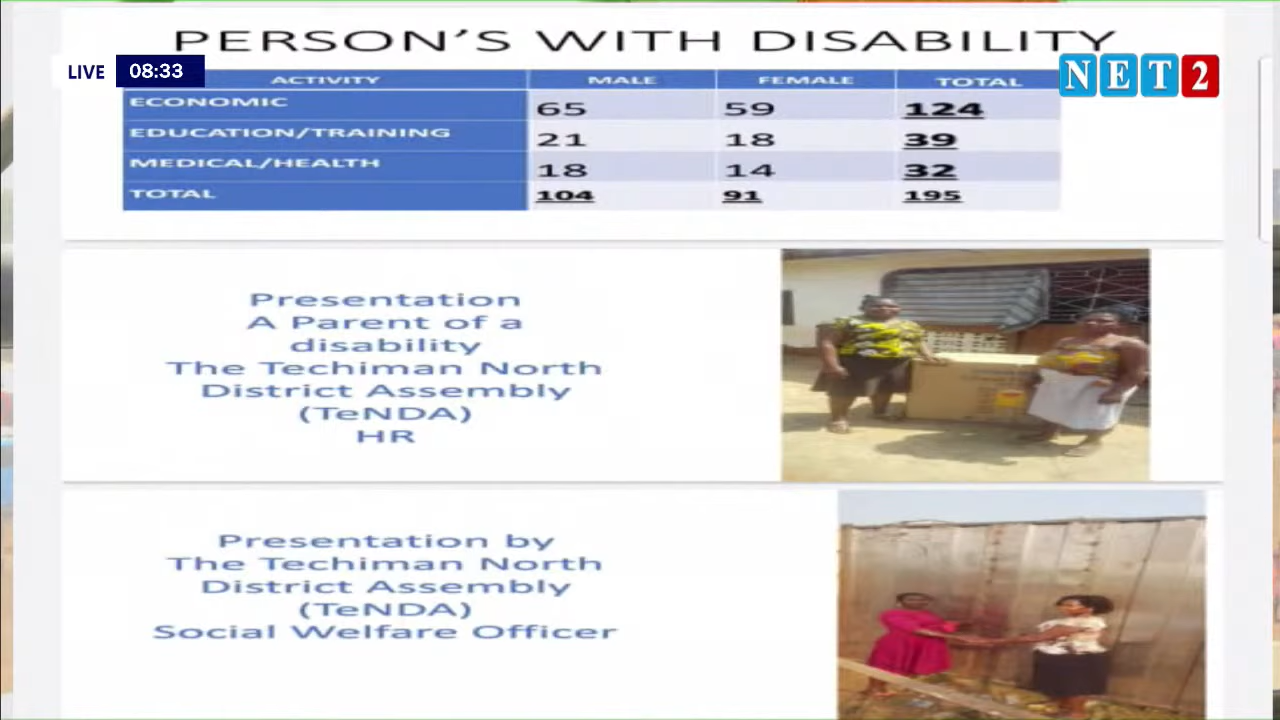 PERSON'S WITH DISABILITY
LIVE 08:33
NET2
ACTIVITY MALE FEMALE TOTAL
ECONOMIC 65 59 124
EDUCATION/TRAINING 21 18 39
MEDICAL/HEALTH 18 14 32
TOTAL 104 91 195
Presentation
A Parent of a
disability
The Techiman North
District Assembly
(TeNDA)
HR
Presentation by
The Techiman North
District Assembly
(TeNDA)
Social Welfare Officer